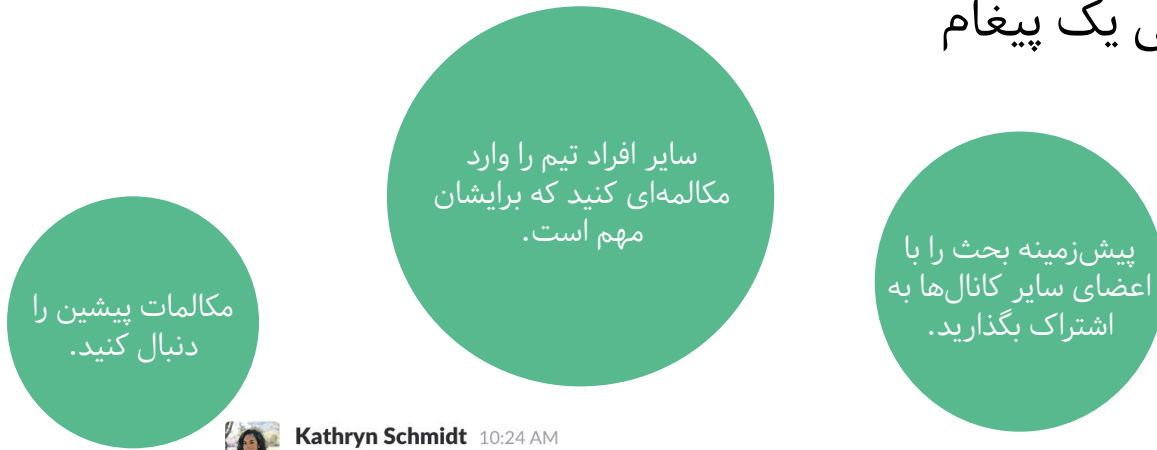 یک پیغام
سایر افراد تیم را وارد
مکالمه‌ای کنید که برایشان
مهم است.
پیش‌زمینه بحث را با
اعضای سایر کانال‌ها به
اشتراک بگذارید.
مکالمات پیشین را
دنبال کنید.
Kathryn Schmidt 10:24 AM